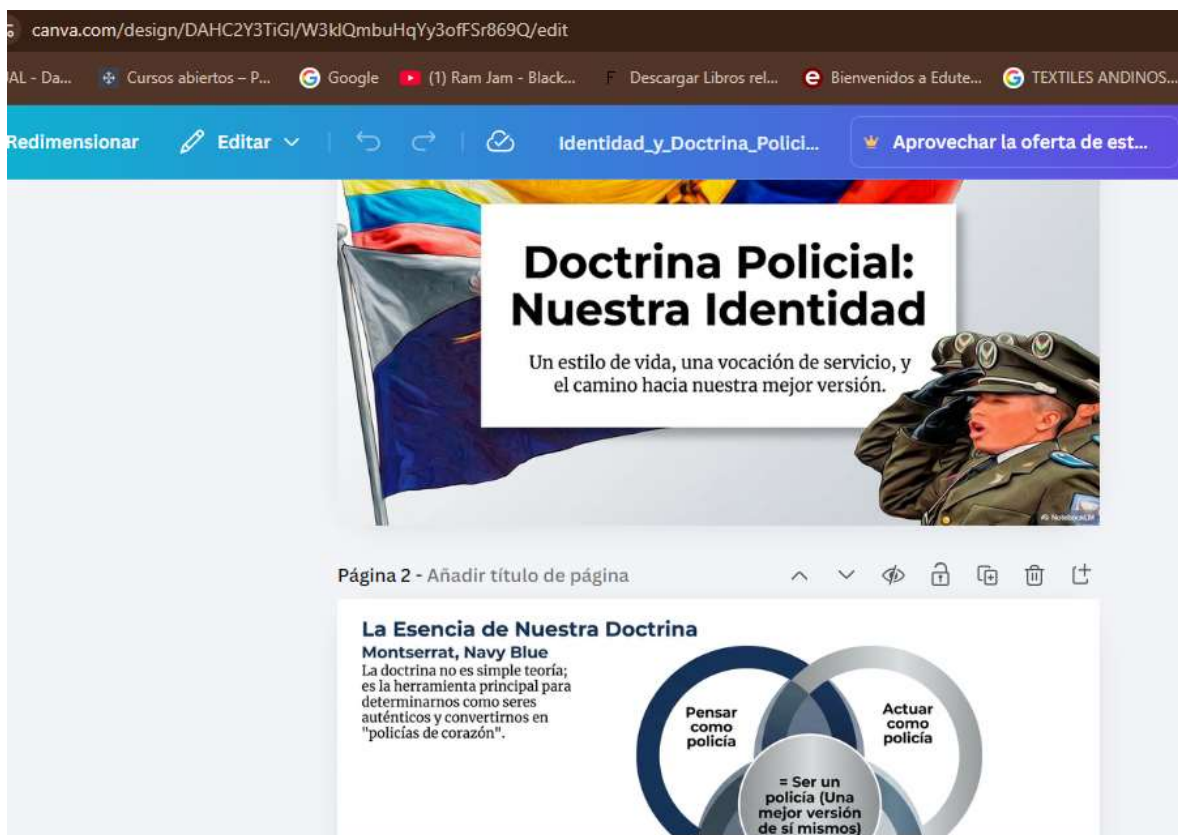 canva.com/design/DAHC2Y3TiGI/W3kIQmbuHqYy3ofFSr869Q/edit
AL - Da...
Cursos abiertos – P...
Google
(1) Ram Jam - Black...
Descargar Libros rel...
Bienvenidos a Edute...
TEXTILES ANDINOS...
Redimensionar
Editar
Identidad_y_Doctrina_Polici...
Aprovechar la oferta de est...
Doctrina Policial:
Nuestra Identidad
Un estilo de vida, una vocación de servicio, y
el camino hacia nuestra mejor versión.
NotebookLM
Página 2 - Añadir título de página
La Esencia de Nuestra Doctrina
Montserrat, Navy Blue
La doctrina no es simple teoría;
es la herramienta principal para
determinarnos como seres
auténticos y convertirnos en
"policías de corazón".
Pensar
como
policía
Actuar
como
policía
= Ser un
policía (Una
mejor versión
de sí mismos)